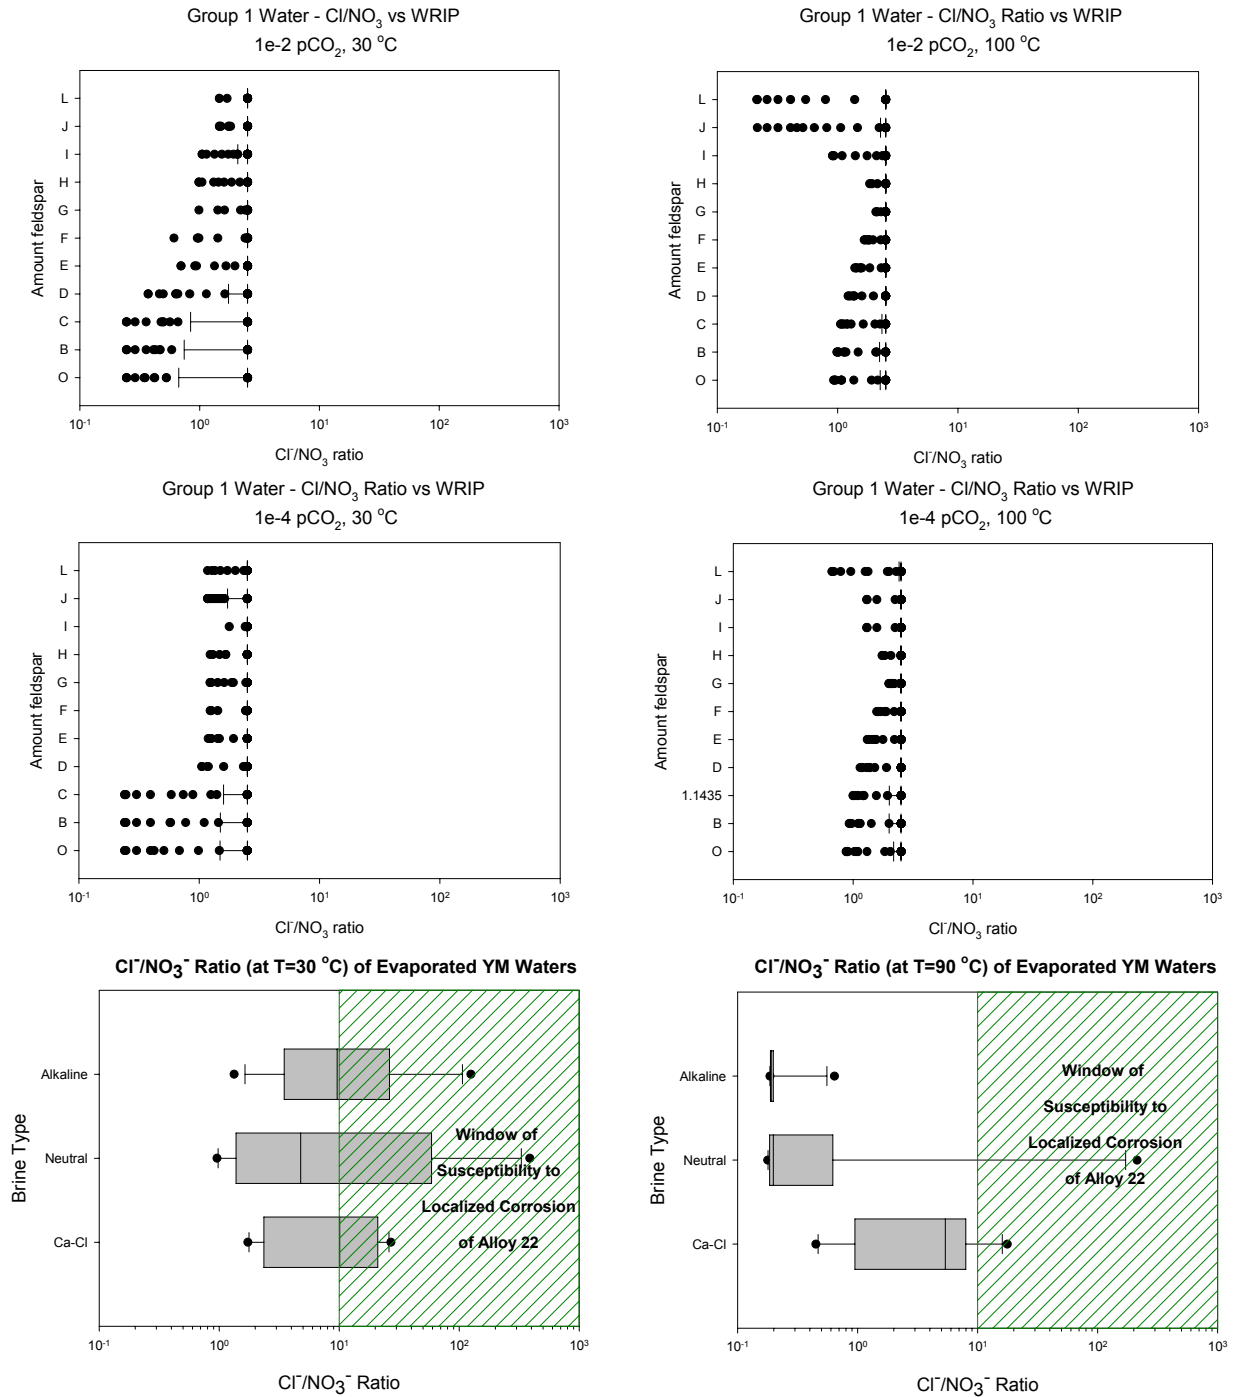 Group 1 Water - Cl/NO3 vs WRIP
1e-2 pCO2, 30 oC
Amount feldspar
L
J
I
H
G
F
E
D
C
B
O
10-1
100
101
102
103
Cl-/NO3 ratio
Group 1 Water - Cl/NO3 Ratio vs WRIP
1e-2 pCO2, 100 oC
Amount feldspar
L
J
I
H
G
F
E
D
C
B
O
10-1
100
101
102
103
Cl-/NO3 ratio
Group 1 Water - Cl/NO3 Ratio vs WRIP
1e-4 pCO2, 30 oC
Amount feldspar
L
J
I
H
G
F
E
D
C
B
O
10-1
100
101
102
103
Cl-/NO3 ratio
Group 1 Water - Cl/NO3 Ratio vs WRIP
1e-4 pCO2, 100 oC
Amount feldspar
L
J
I
H
G
F
E
D
1.1435
B
O
10-1
100
101
102
103
Cl-/NO3 ratio
Cl-/NO3- Ratio (at T=30 oC) of Evaporated YM Waters
Brine Type
Alkaline
Neutral
Ca-Cl
Window of
Susceptibility to
Localized Corrosion
of Alloy 22
10-1
100
101
102
103
Cl-/NO3- Ratio
Cl-/NO3- Ratio (at T=90 oC) of Evaporated YM Waters
Brine Type
Alkaline
Neutral
Ca-Cl
Window of
Susceptibility to
Localized Corrosion
of Alloy 22
10-1
100
101
102
103
Cl-/NO3- Ratio